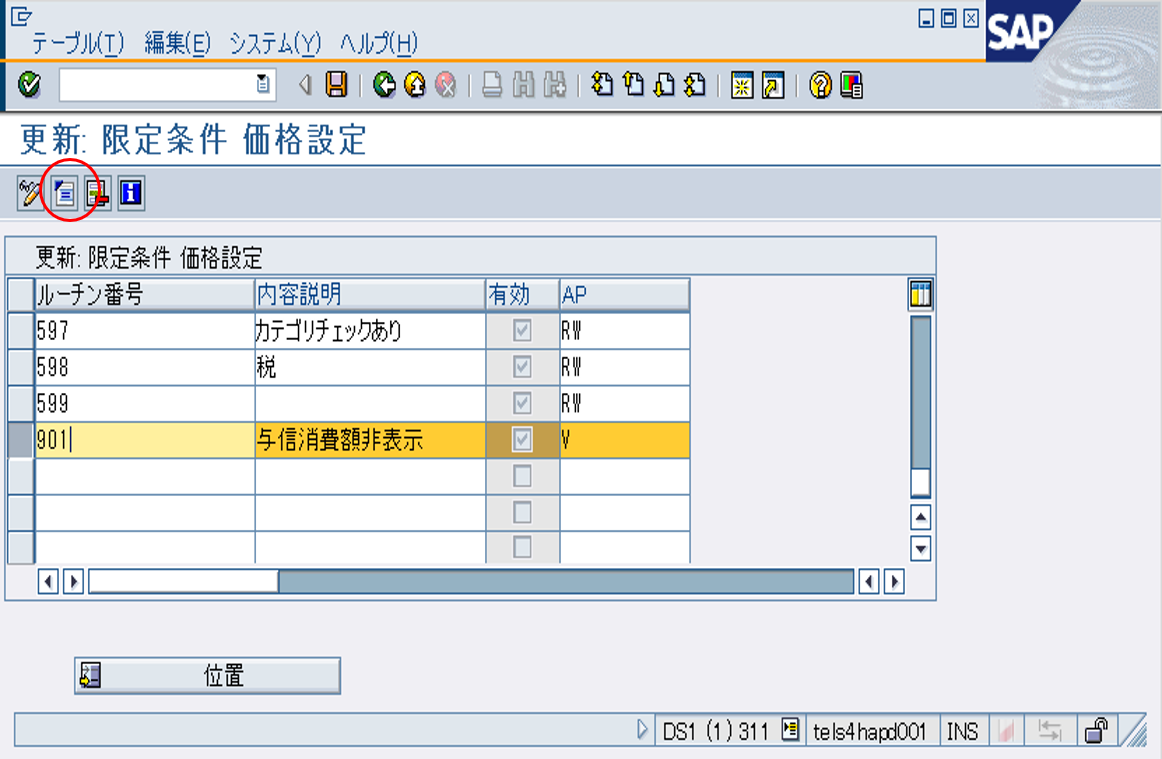 テーブル(T) 編集(E) システム(Y) ヘルプ(H)
SAP
更新: 限定条件 価格設定
更新: 限定条件 価格設定
ルーチン番号 内容説明 有効 AP
597 カテゴリチェックあり RW
598 税 RW
599 RW
901 与信消費額非表示 V
位置
DS1 (1) 311 tels4hapd001 INS